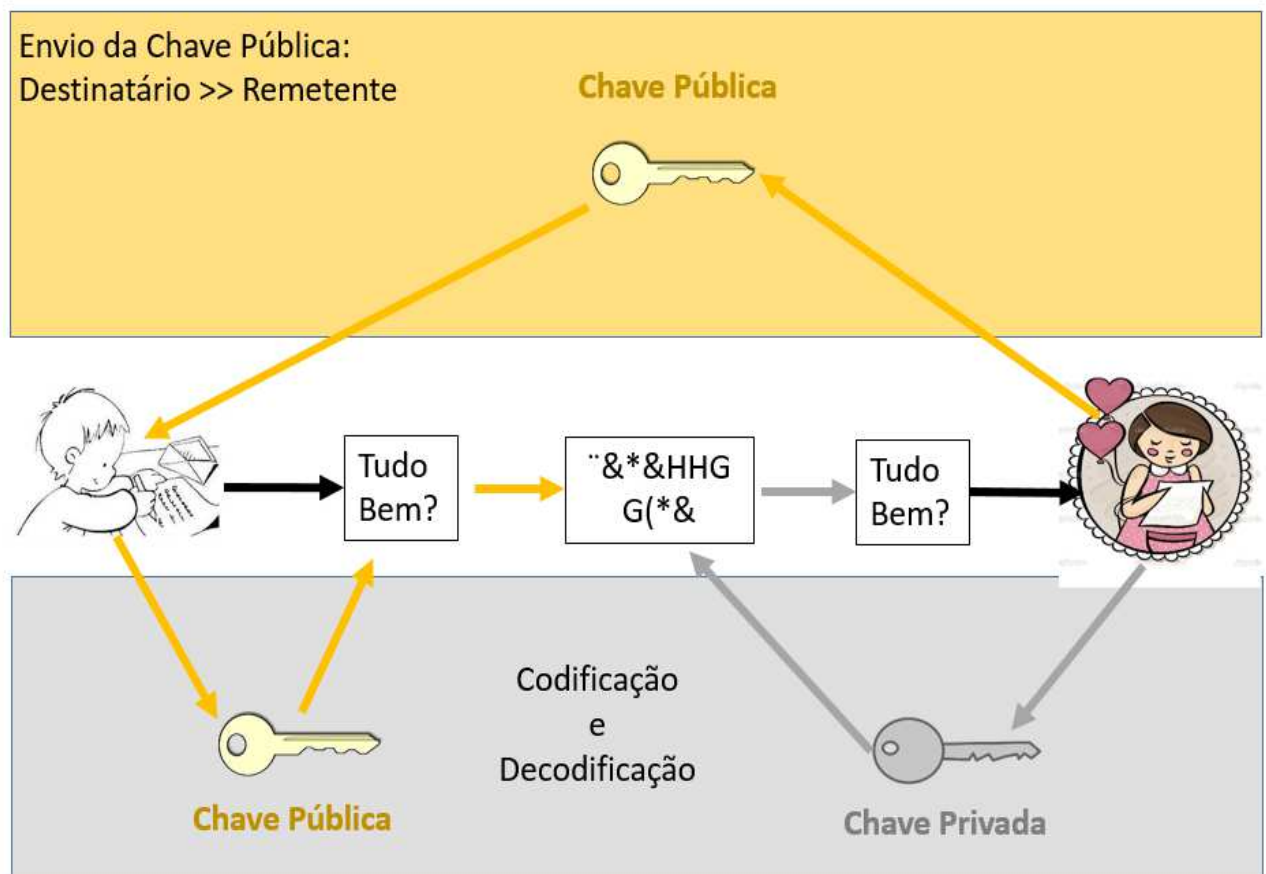 Envio da Chave Pública:
Destinatário >> Remetente
Chave Pública
Tudo
Bem?
¨&*&HHG
G(*&
Tudo
Bem?
Codificação
e
Decodificação
Chave Pública
Chave Privada